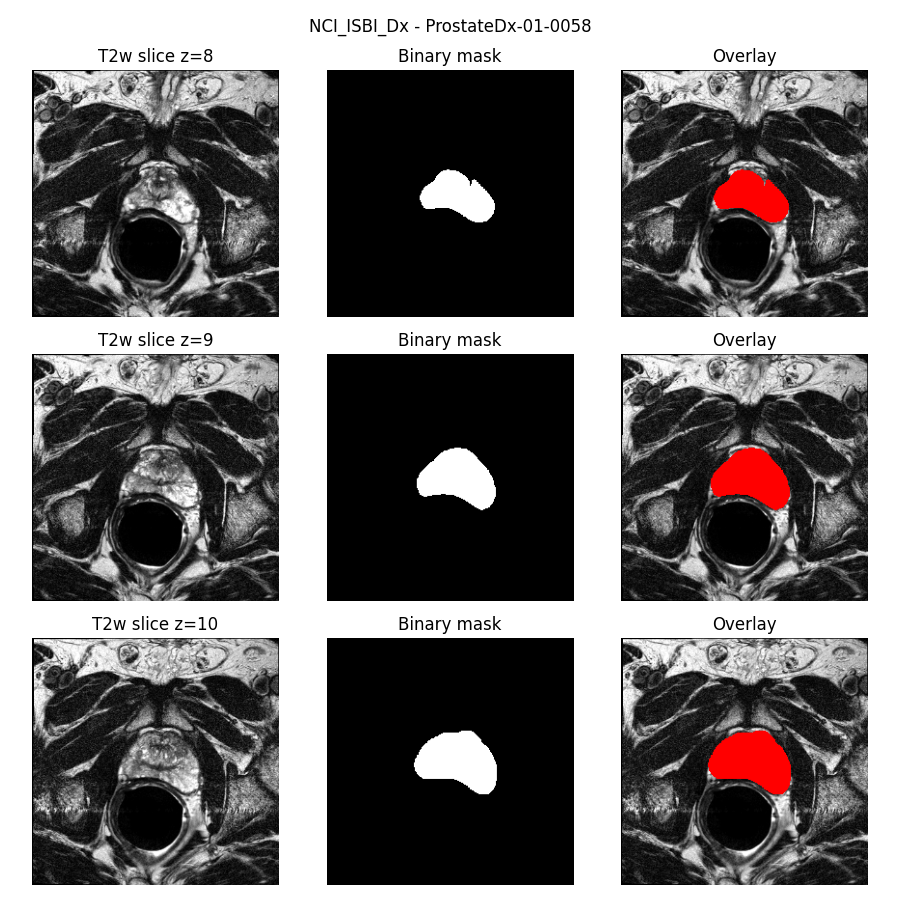 NCI_ISBI_Dx - ProstateDx-01-0058
T2w slice z=8
Binary mask
Overlay
T2w slice z=9
Binary mask
Overlay
T2w slice z=10
Binary mask
Overlay